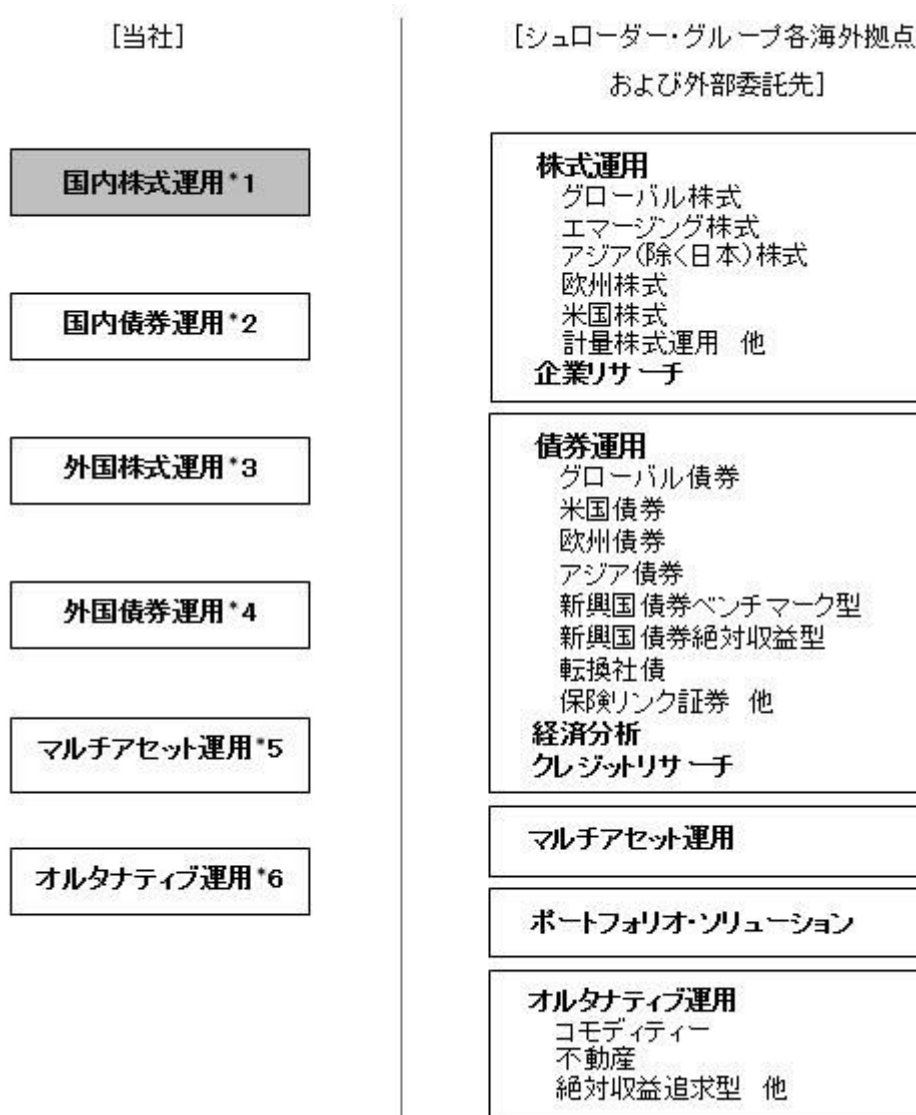 [当社]
国内株式運用*1
国内債券運用*2
外国株式運用*3
外国債券運用*4
マルチアセット運用*5
オルタナティブ運用*6
[シュローダー・グループ各海外拠点
および外部委託先]
株式運用
グローバル株式
エマージング株式
アジア(除く日本)株式
欧州株式
米国株式
計量株式運用 他
企業リサーチ
債券運用
グローバル債券
米国債券
欧州債券
アジア債券
新興国債券ベンチマーク型
新興国債券絶対収益型
転換社債
保険リンク証券 他
経済分析
クレジットリサーチ
マルチアセット運用
ポートフォリオ・ソリューション
オルタナティブ運用
コモディティー
不動産
絶対収益追求型 他